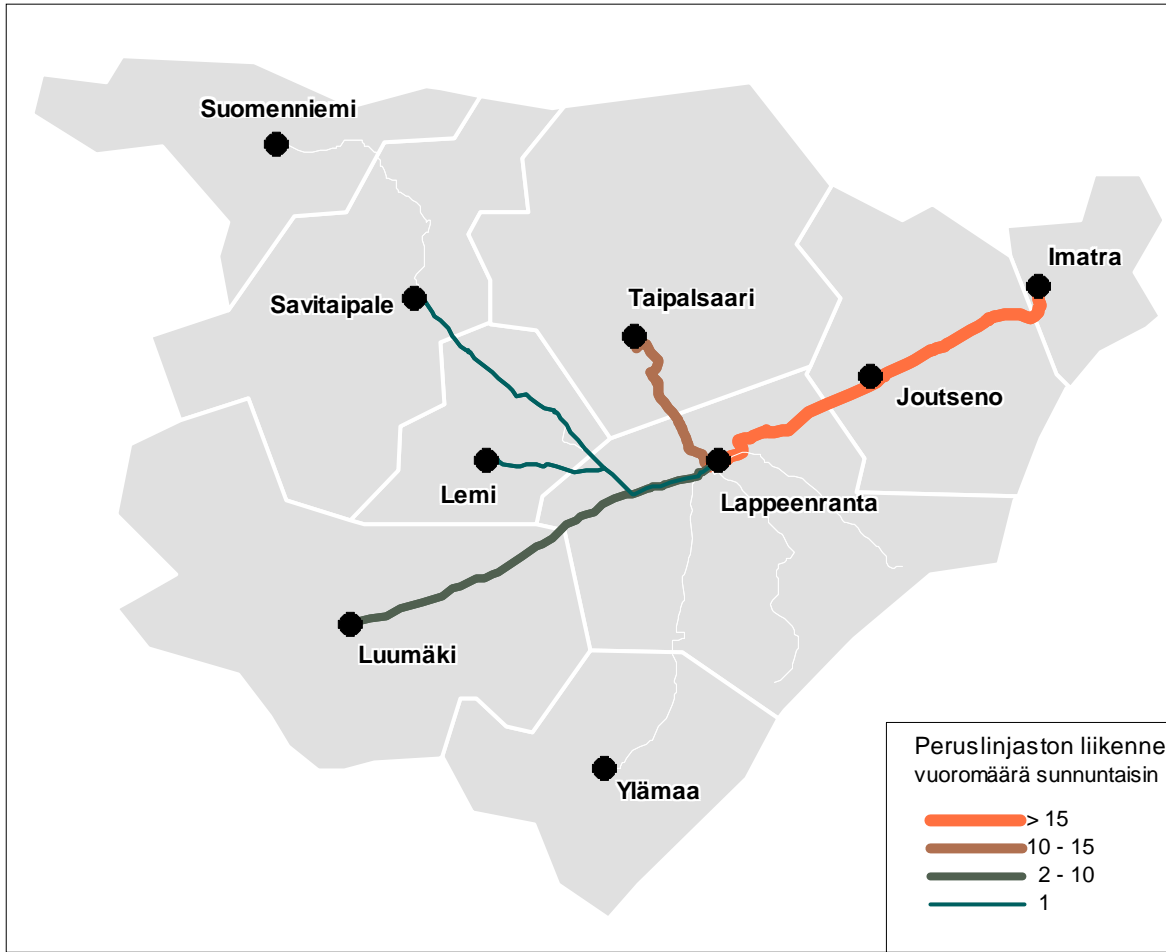 Suomenniemi
Imatra
Savitaipale
Taipalsaari
Joutseno
Lemi
Lappeenranta
Luumäki
Ylämaa
Peruslinjaston liikenne
vuoromäärä sunnuntaisin
> 15
10 - 15
2 - 10
1